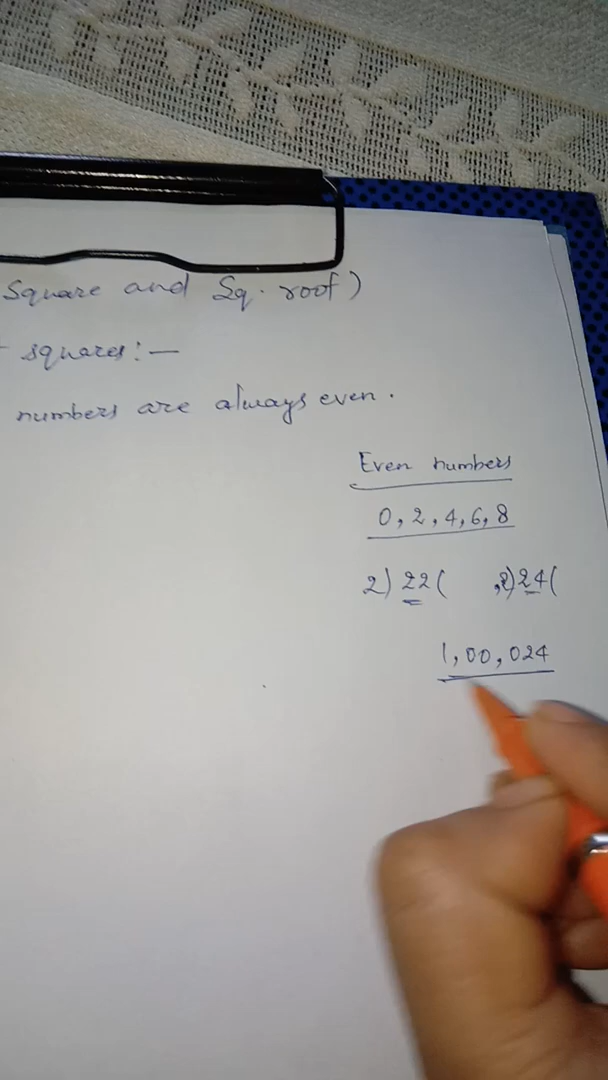 Square and Sq. root)
squares:—
numbers are always even.
Even numbers
0, 2, 4, 6, 8
2) 22 ( 2) 24 (
1,00,024